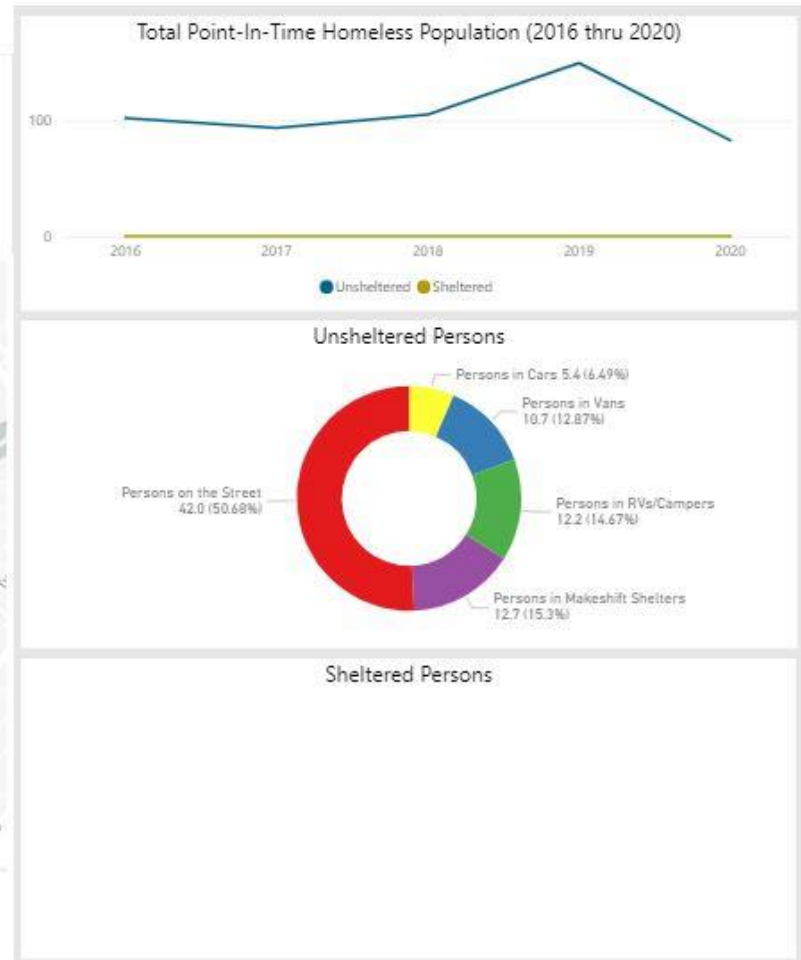 Total Point-In-Time Homeless Population (2016 thru 2020)
100
0
2016 2017 2018 2019 2020
Unsheltered Sheltered
Unsheltered Persons
Persons in Cars 5.4 (6.49%)
Persons in Vans
10.7 (12.87%)
Persons on the Street
42.0 (50.68%)
Persons in RVs/Campers
12.2 (14.67%)
Persons in Makeshift Shelters
12.7 (15.3%)
Sheltered Persons